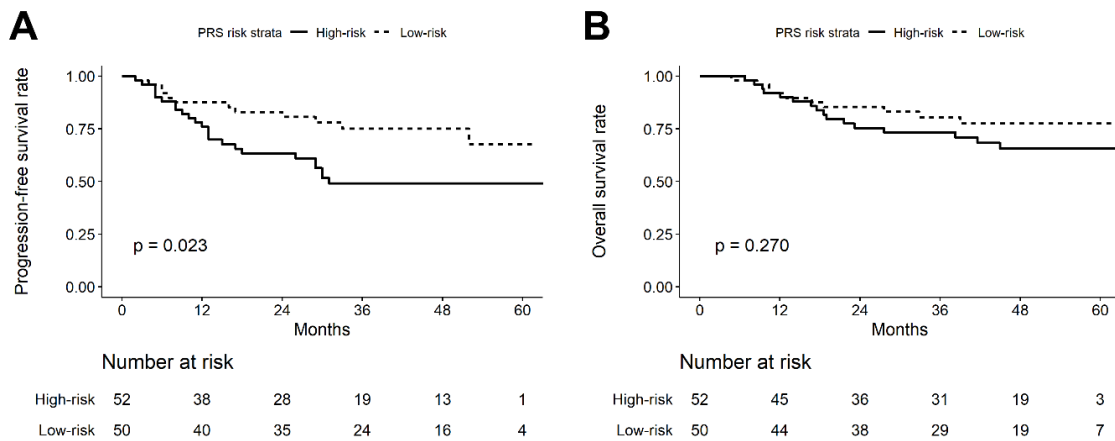 A
PRS risk strata High-risk Low-risk
Progression-free survival rate
1.00
0.75
0.50
0.25
0.00
p = 0.023
0 12 24 36 48 60
Months
Number at risk
High-risk 52 38 28 19 13 1
Low-risk 50 40 35 24 16 4
B
PRS risk strata High-risk Low-risk
Overall survival rate
1.00
0.75
0.50
0.25
0.00
p = 0.270
0 12 24 36 48 60
Months
Number at risk
High-risk 52 45 36 31 19 3
Low-risk 50 44 38 29 19 7